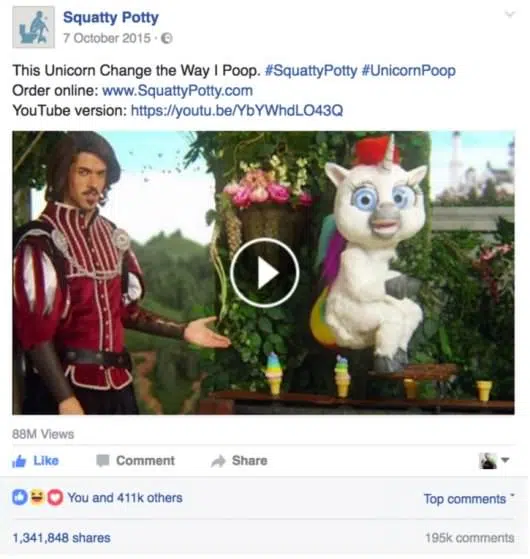 Squatty Potty
7 October 2015 ·
This Unicorn Change the Way I Poop. #SquattyPotty #UnicornPoop
Order online: www.SquattyPotty.com
YouTube version: https://youtu.be/YbYWhdLO43Q
88M Views
Like Comment Share
You and 411k others Top comments
1,341,848 shares 195k comments